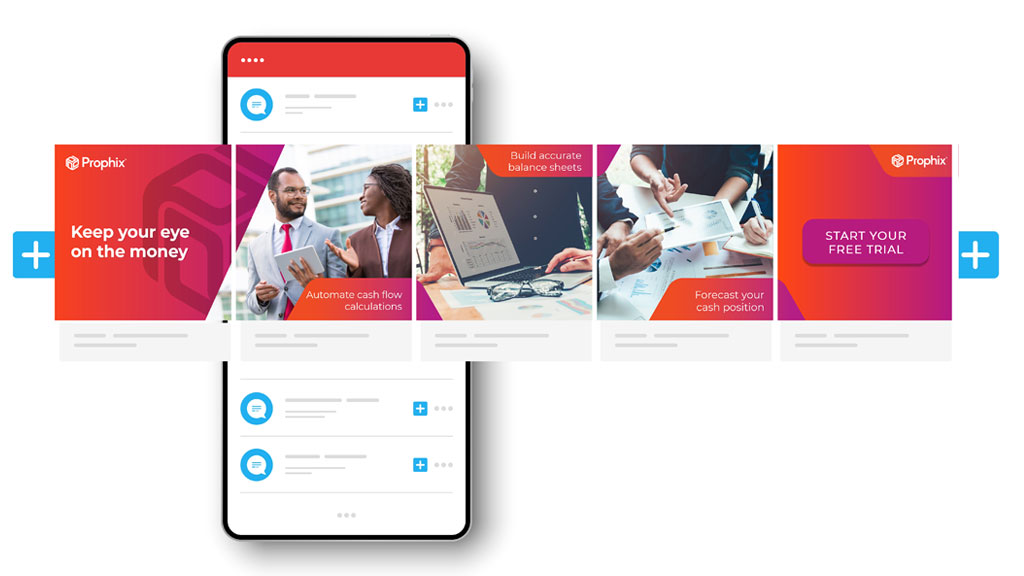 Prophix
Keep your eye
on the money
Automate cash flow
calculations
Build accurate
balance sheets
Forecast your
cash position
Prophix
START YOUR
FREE TRIAL